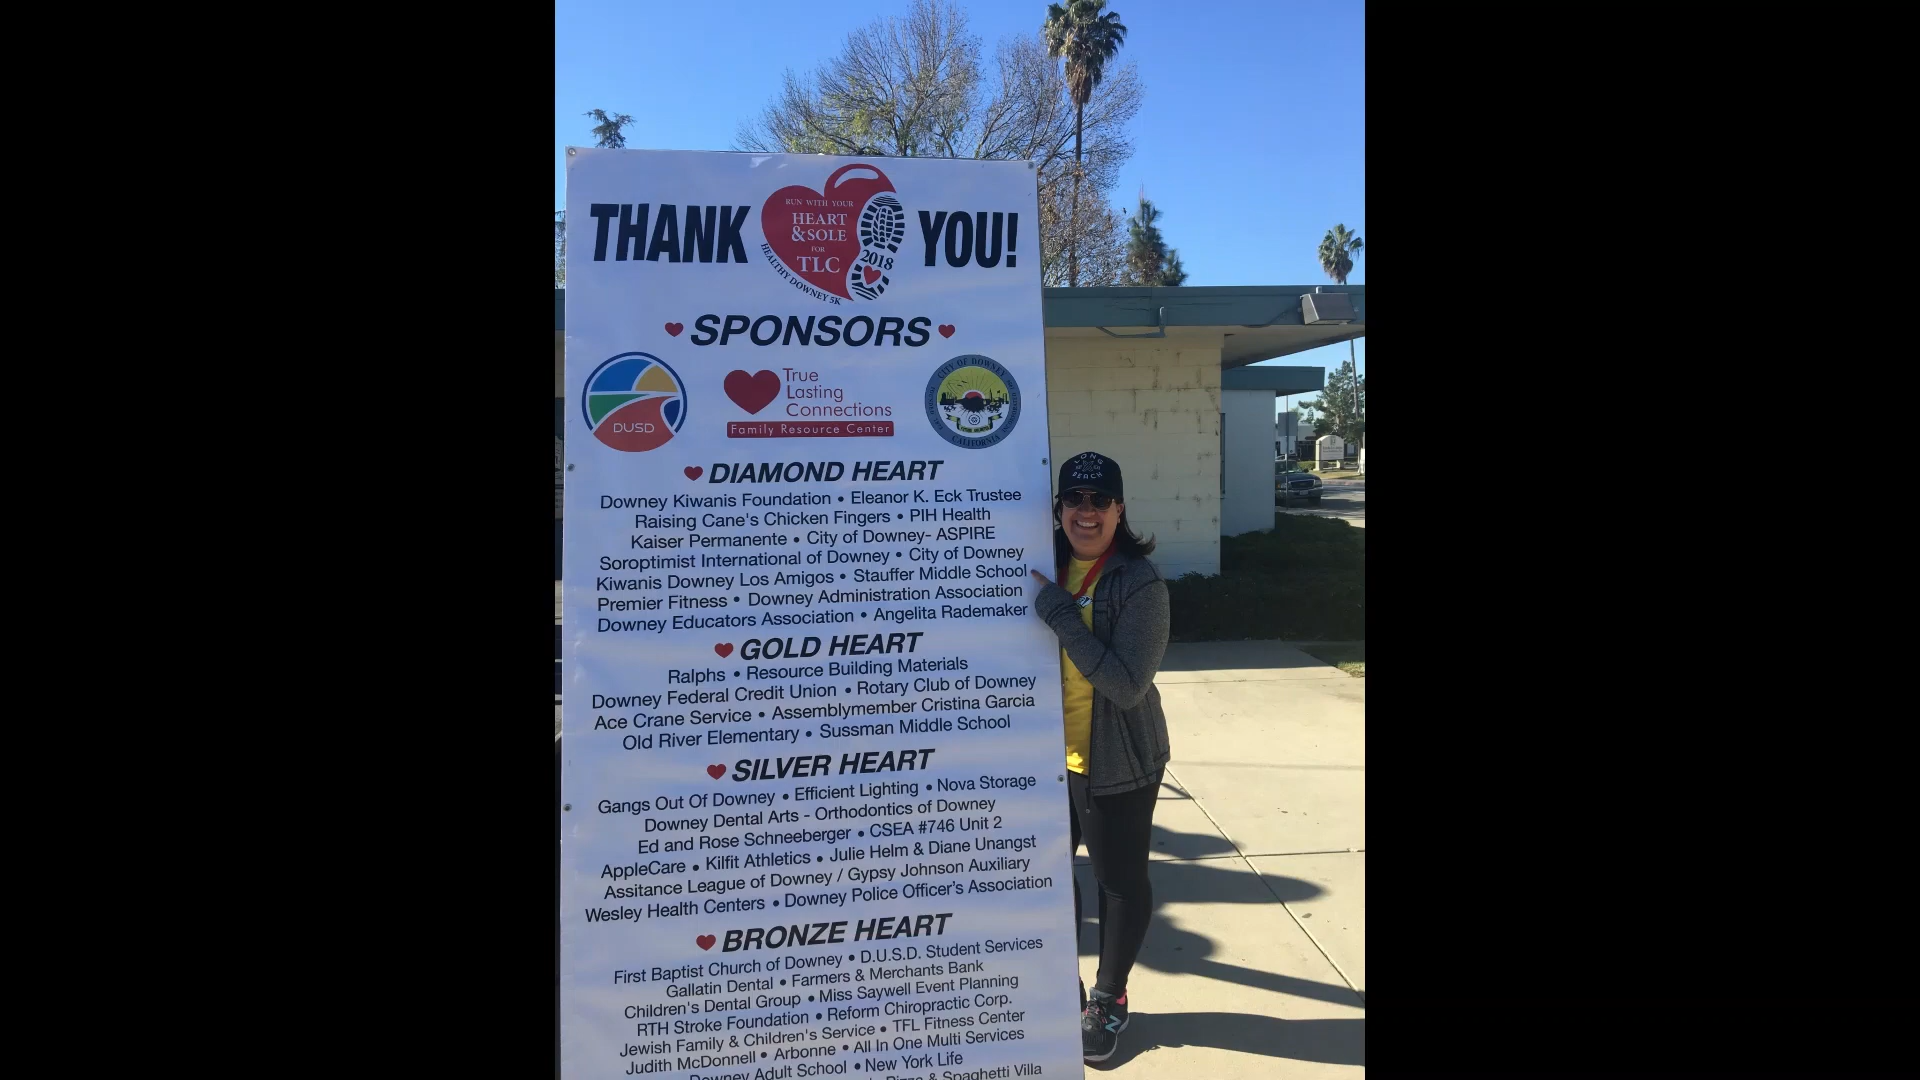 THANK YOU!
RUN WITH YOUR
HEART
& SOLE
FOR
TLC
2018
HEALTHY DOWNEY 5K
SPONSORS
DUSD
True
Lasting
Connections
Family Resource Center
CITY OF DOWNEY
CALIFORNIA
DIAMOND HEART
Downey Kiwanis Foundation • Eleanor K. Eck Trustee
Raising Cane's Chicken Fingers • PIH Health
Kaiser Permanente • City of Downey- ASPIRE
Soroptimist International of Downey • City of Downey
Kiwanis Downey Los Amigos • Stauffer Middle School
Premier Fitness • Downey Administration Association
Downey Educators Association • Angelita Rademaker
GOLD HEART
Ralphs • Resource Building Materials
Downey Federal Credit Union • Rotary Club of Downey
Ace Crane Service • Assemblymember Cristina Garcia
Old River Elementary • Sussman Middle School
SILVER HEART
Gangs Out Of Downey • Efficient Lighting • Nova Storage
Downey Dental Arts - Orthodontics of Downey
Ed and Rose Schneeberger • CSEA #746 Unit 2
AppleCare • Kilfit Athletics • Julie Helm & Diane Unangst
Assitance League of Downey / Gypsy Johnson Auxiliary
Wesley Health Centers • Downey Police Officer's Association
BRONZE HEART
First Baptist Church of Downey • D.U.S.D. Student Services
Gallatin Dental • Farmers & Merchants Bank
Children's Dental Group • Miss Saywell Event Planning
RTH Stroke Foundation • Reform Chiropractic Corp.
Jewish Family & Children's Service • TFL Fitness Center
Judith McDonnell • Arbonne • All In One Multi Services
Downey Adult School • New York Life
Pizza & Spaghetti Villa
LONG
BEACH
N